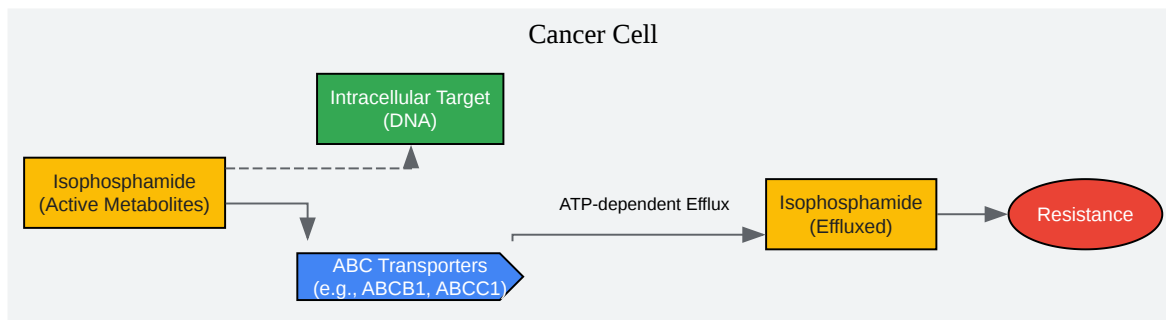 Cancer Cell
Intracellular Target
(DNA)
Isophosphamide
(Active Metabolites)
ABC Transporters
(e.g., ABCB1, ABCC1)
ATP-dependent Efflux
Isophosphamide
(Effluxed)
Resistance